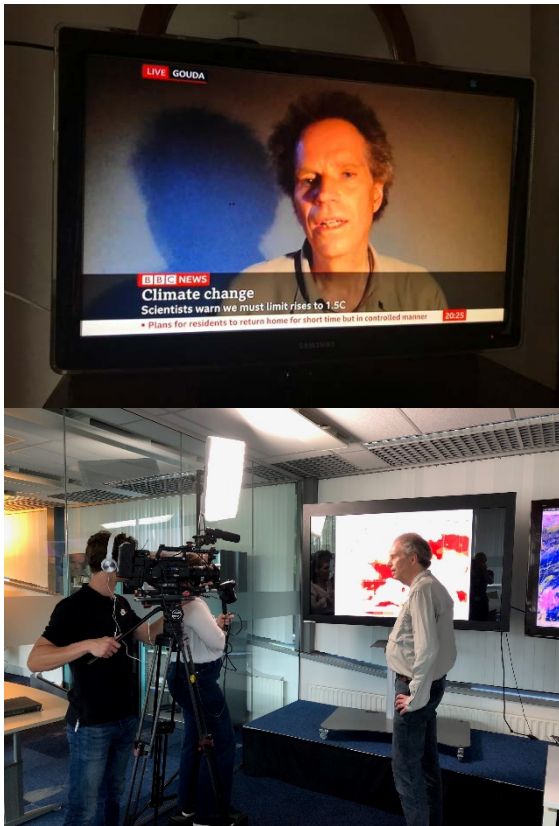 LIVE GOUDA
BBC NEWS
Climate change
Scientists warn we must limit rises to 1.5C
• Plans for residents to return home for short time but in controlled manner 20:25
SAMSUNG